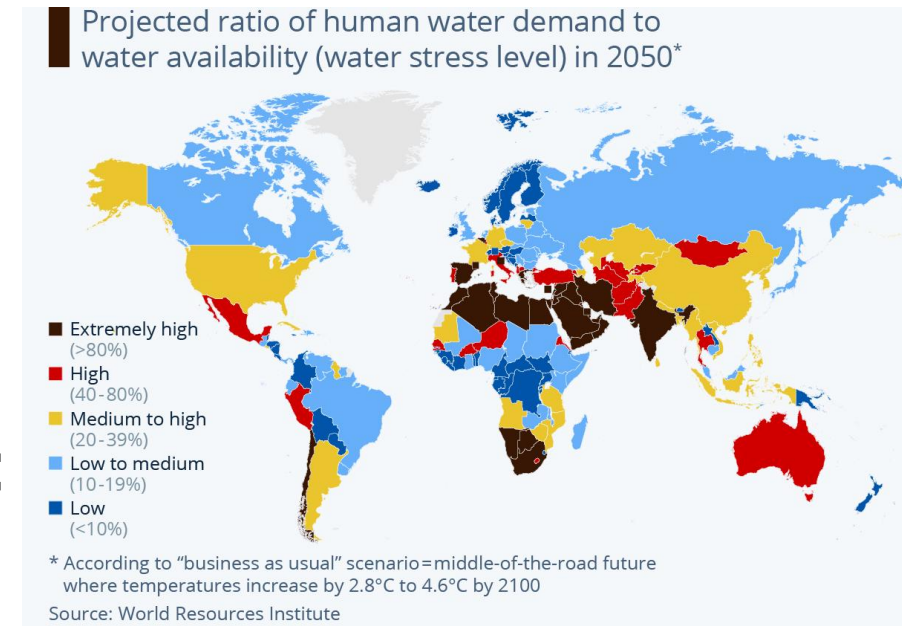 Projected ratio of human water demand to
water availability (water stress level) in 2050*
Extremely high
(>80%)
High
(40-80%)
Medium to high
(20-39%)
Low to medium
(10-19%)
Low
(<10%)
* According to “business as usual” scenario=middle-of-the-road future
where temperatures increase by 2.8°C to 4.6°C by 2100
Source: World Resources Institute